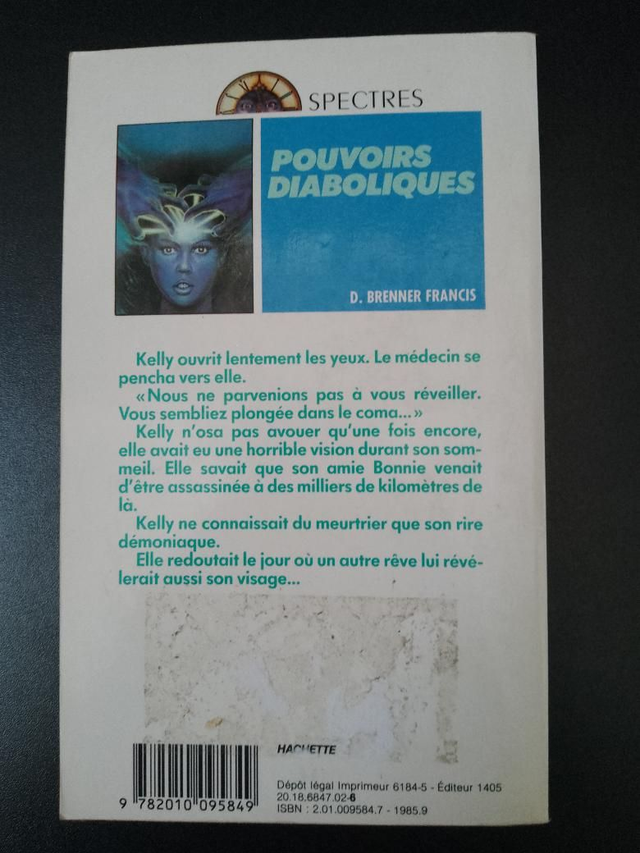 SPECTRES
POUVOIRS
DIABOLIQUES
D. BRENNER FRANCIS
Kelly ouvrit lentement les yeux. Le médecin se
pencha vers elle.
«Nous ne parvenions pas à vous réveiller.
Vous sembliez plongée dans le coma...»
Kelly n'osa pas avouer qu'une fois encore,
elle avait eu une horrible vision durant son som-
meil. Elle savait que son amie Bonnie venait
d'être assassinée à des milliers de kilomètres de
là.
Kelly ne connaissait du meurtrier que son rire
démoniaque.
Elle redoutait le jour où un autre rêve lui révé-
lerait aussi son visage...
HACHETTE
Dépôt légal Imprimeur 6184-5 - Éditeur 1405
20.18.6847.02-6
ISBN : 2.01.009584.7 - 1985.9
9 782010 095849